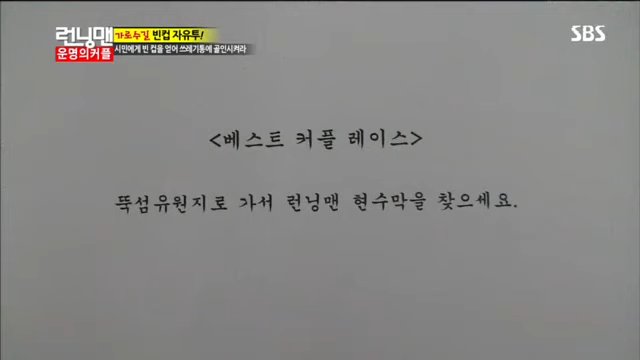 런닝맨
운명의커플
가로수길 빈컵 자유투!
시민에게 빈 컵을 얻어 쓰레기통에 골인시켜라
SBS
<베스트 커플 레이스>
뚝섬유원지로 가서 런닝맨 현수막을 찾으세요.